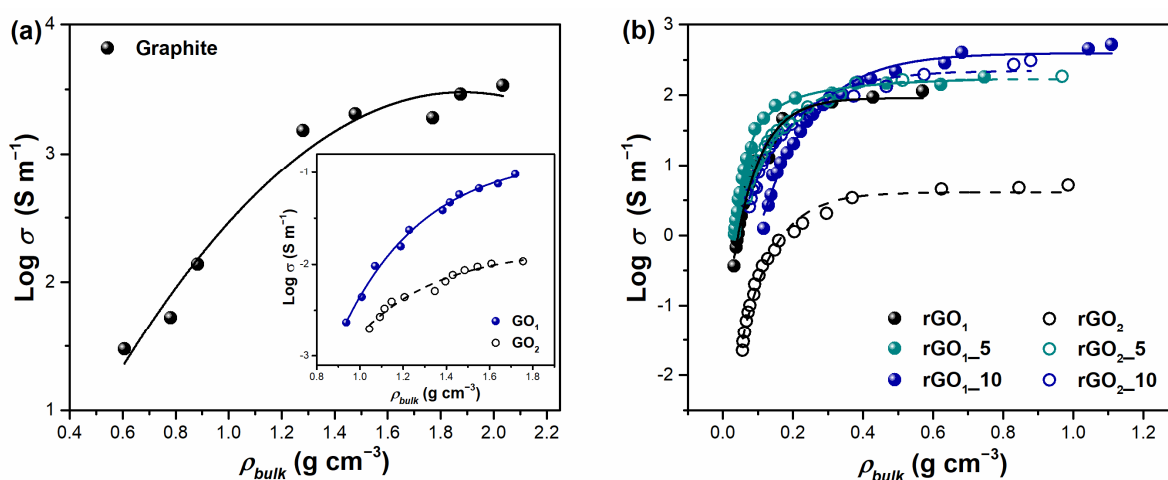 (a)
Graphite
Log σ (S m⁻¹)
4
3
2
1
0.4 0.6 0.8 1.0 1.2 1.4 1.6 1.8 2.0 2.2
ρbulk (g cm⁻³)
Log σ (S m⁻¹)
-1
-2
-3
GO₁
GO₂
0.8 1.0 1.2 1.4 1.6 1.8
ρbulk (g cm⁻³)
(b)
Log σ (S m⁻¹)
3
2
1
0
-1
-2
rGO₁ rGO₂
rGO₁_5 rGO₂_5
rGO₁_10 rGO₂_10
0.0 0.2 0.4 0.6 0.8 1.0 1.2
ρbulk (g cm⁻³)